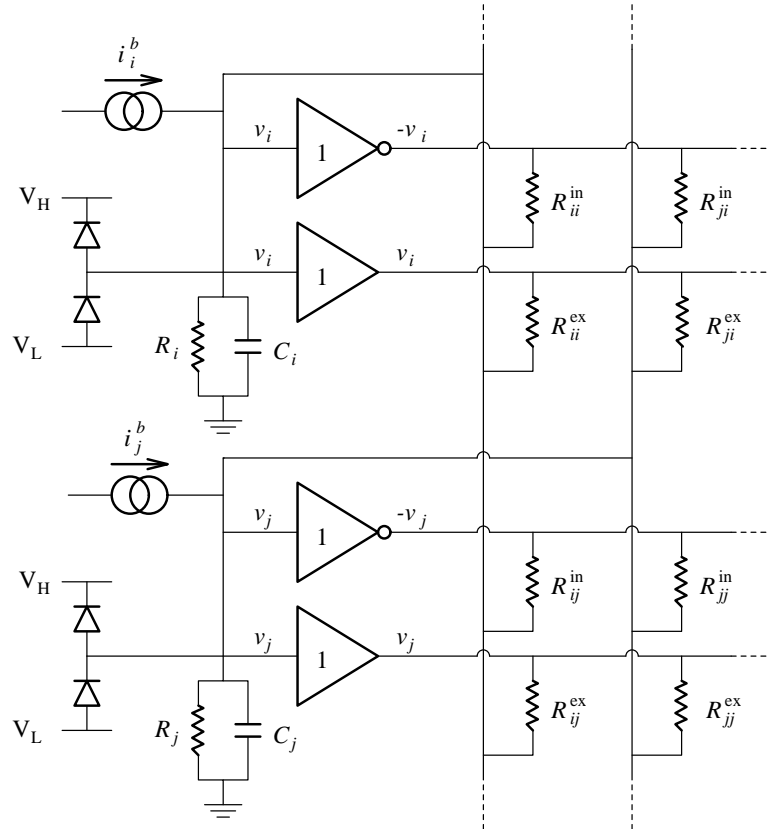 i_i^b
v_i
1
-v_i
R_ii^in
R_ji^in
V_H
v_i
1
v_i
R_ii^ex
R_ji^ex
V_L
R_i
C_i
i_j^b
v_j
1
-v_j
R_ij^in
R_jj^in
V_H
v_j
1
v_j
R_ij^ex
R_jj^ex
V_L
R_j
C_j